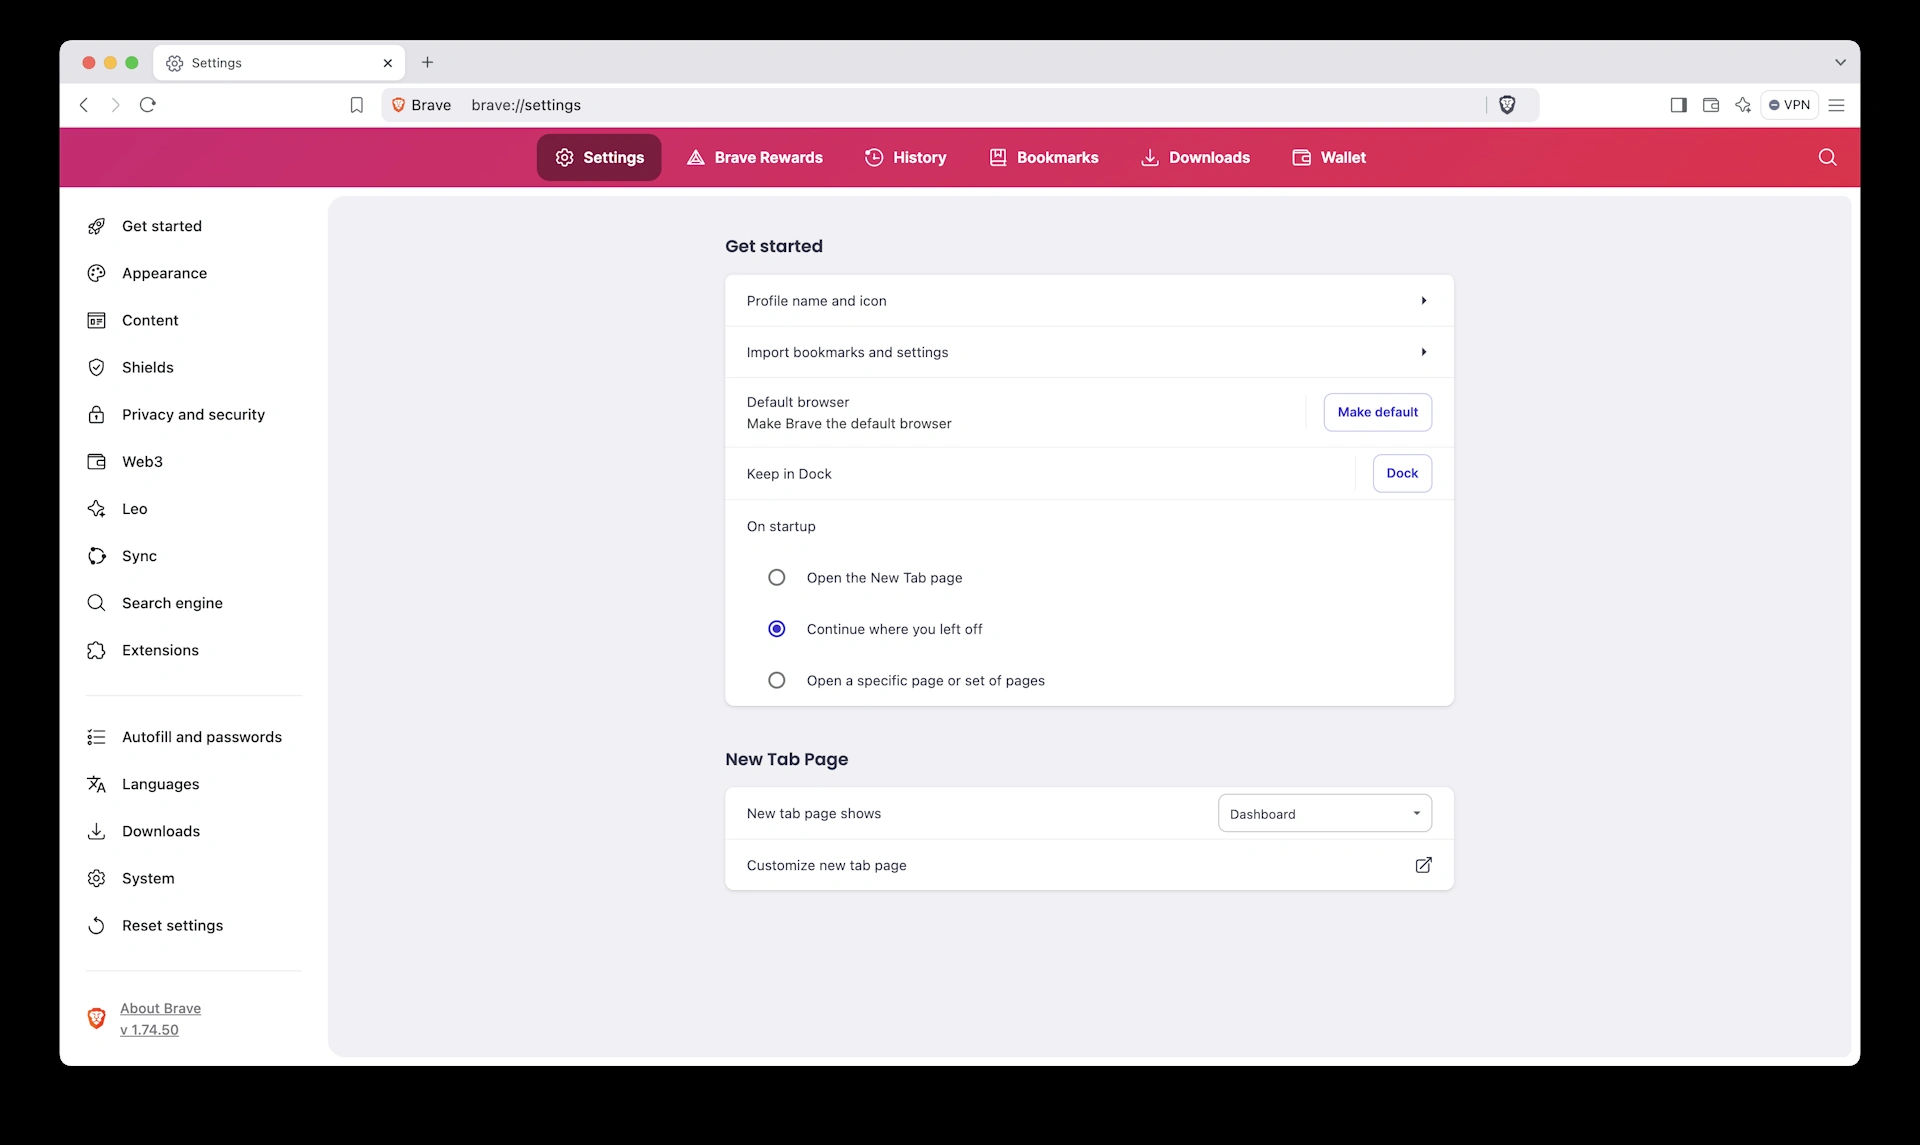 Settings
Brave brave://settings
VPN
Settings Brave Rewards History Bookmarks Downloads Wallet
Get started
Appearance
Content
Shields
Privacy and security
Web3
Leo
Sync
Search engine
Extensions
Autofill and passwords
Languages
Downloads
System
Reset settings
About Brave
v 1.74.50
Get started
Profile name and icon
Import bookmarks and settings
Default browser
Make Brave the default browser
Make default
Keep in Dock
Dock
On startup
Open the New Tab page
Continue where you left off
Open a specific page or set of pages
New Tab Page
New tab page shows
Dashboard
Customize new tab page